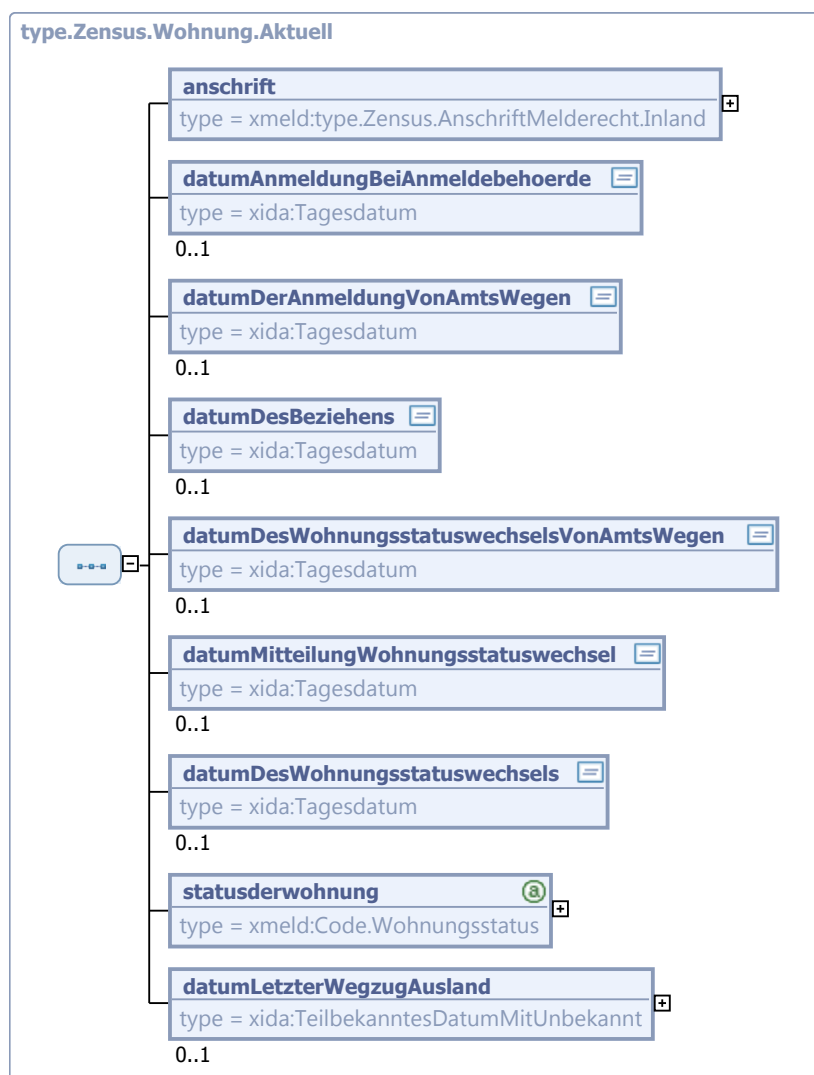 type.Zensus.Wohnung.Aktuell
anschrift
type = xmeld:type.Zensus.AnschriftMelderecht.Inland
datumAnmeldungBeiAnmeldebehoerde
type = xida:Tagesdatum
0..1
datumDerAnmeldungVonAmtsWegen
type = xida:Tagesdatum
0..1
datumDesBeziehens
type = xida:Tagesdatum
0..1
datumDesWohnungsstatuswechselsVonAmtsWegen
type = xida:Tagesdatum
0..1
datumMitteilungWohnungsstatuswechsel
type = xida:Tagesdatum
0..1
datumDesWohnungsstatuswechsels
type = xida:Tagesdatum
0..1
statusderwohnung
type = xmeld:Code.Wohnungsstatus
datumLetzterWegzugAusland
type = xida:TeilbekanntesDatumMitUnbekannt
0..1